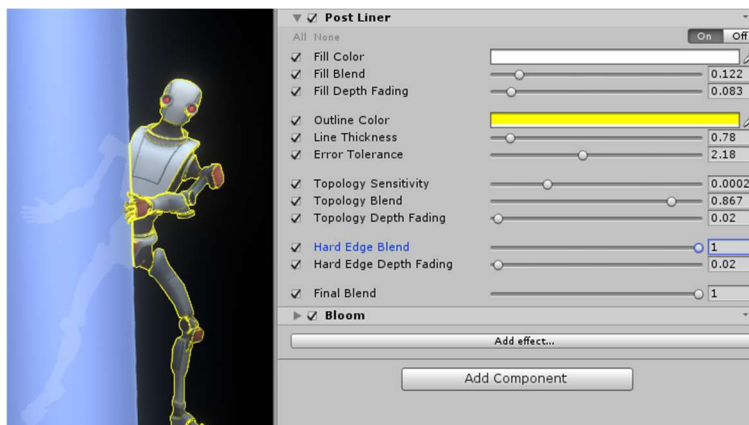 Post Liner
All None On Off
Fill Color
Fill Blend 0.122
Fill Depth Fading 0.083
Outline Color
Line Thickness 0.78
Error Tolerance 2.18
Topology Sensitivity 0.0002
Topology Blend 0.867
Topology Depth Fading 0.02
Hard Edge Blend 1
Hard Edge Depth Fading 0.02
Final Blend 1
Bloom
Add effect...
Add Component